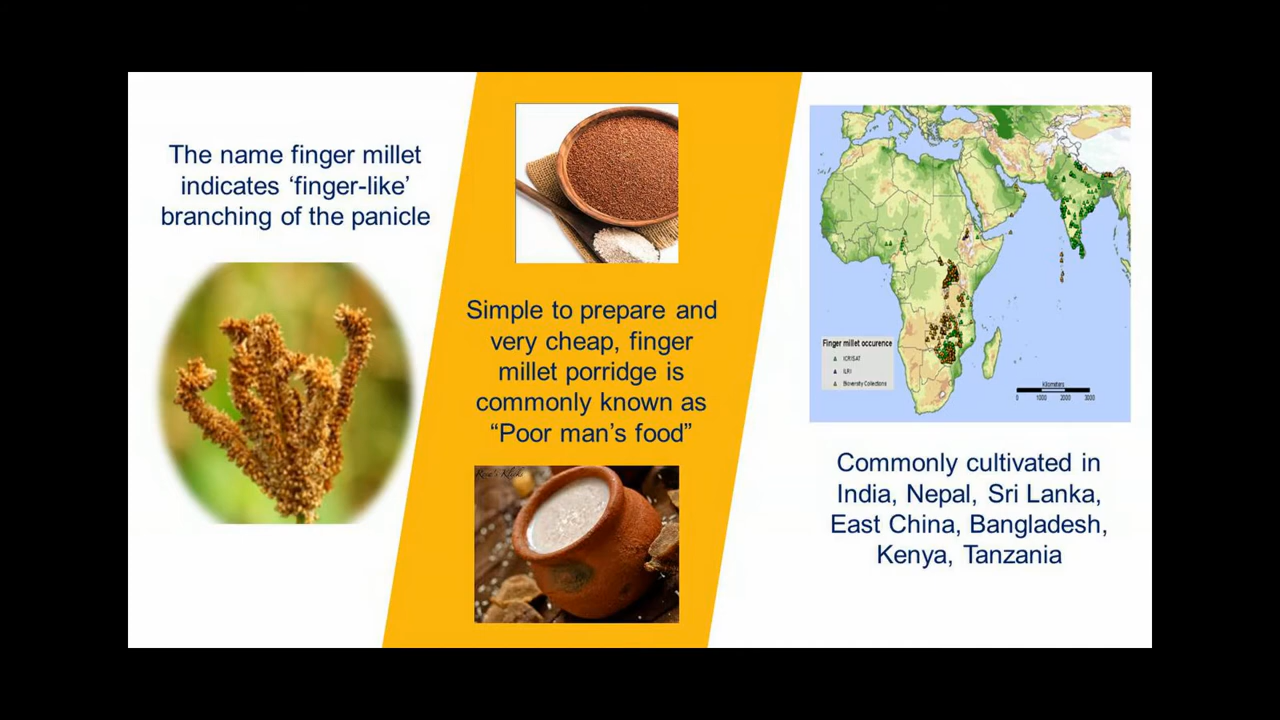 The name finger millet
indicates ‘finger-like’
branching of the panicle
Simple to prepare and
very cheap, finger
millet porridge is
commonly known as
“Poor man’s food”
Finger millet occurence
ICRISAT
ILRI
Bioversity Collections
Kilometers
0 1000 2000 3000
Commonly cultivated in
India, Nepal, Sri Lanka,
East China, Bangladesh,
Kenya, Tanzania